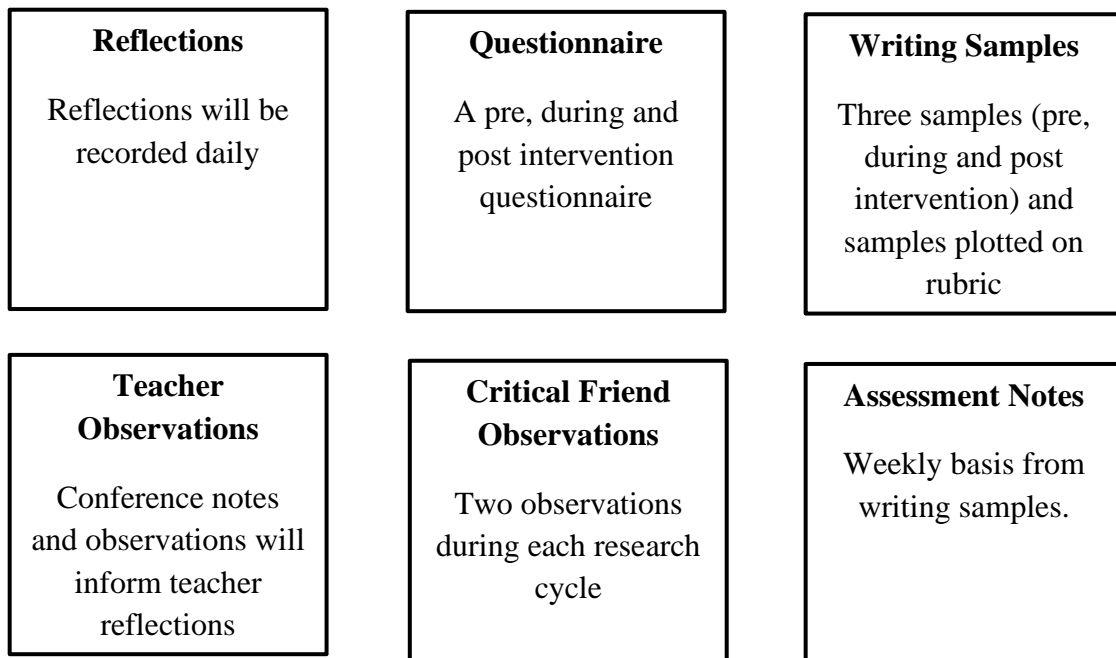 Reflections
Reflections will be
recorded daily
Questionnaire
A pre, during and
post intervention
questionnaire
Writing Samples
Three samples (pre,
during and post
intervention) and
samples plotted on
rubric
Teacher
Observations
Conference notes
and observations will
inform teacher
reflections
Critical Friend
Observations
Two observations
during each research
cycle
Assessment Notes
Weekly basis from
writing samples.